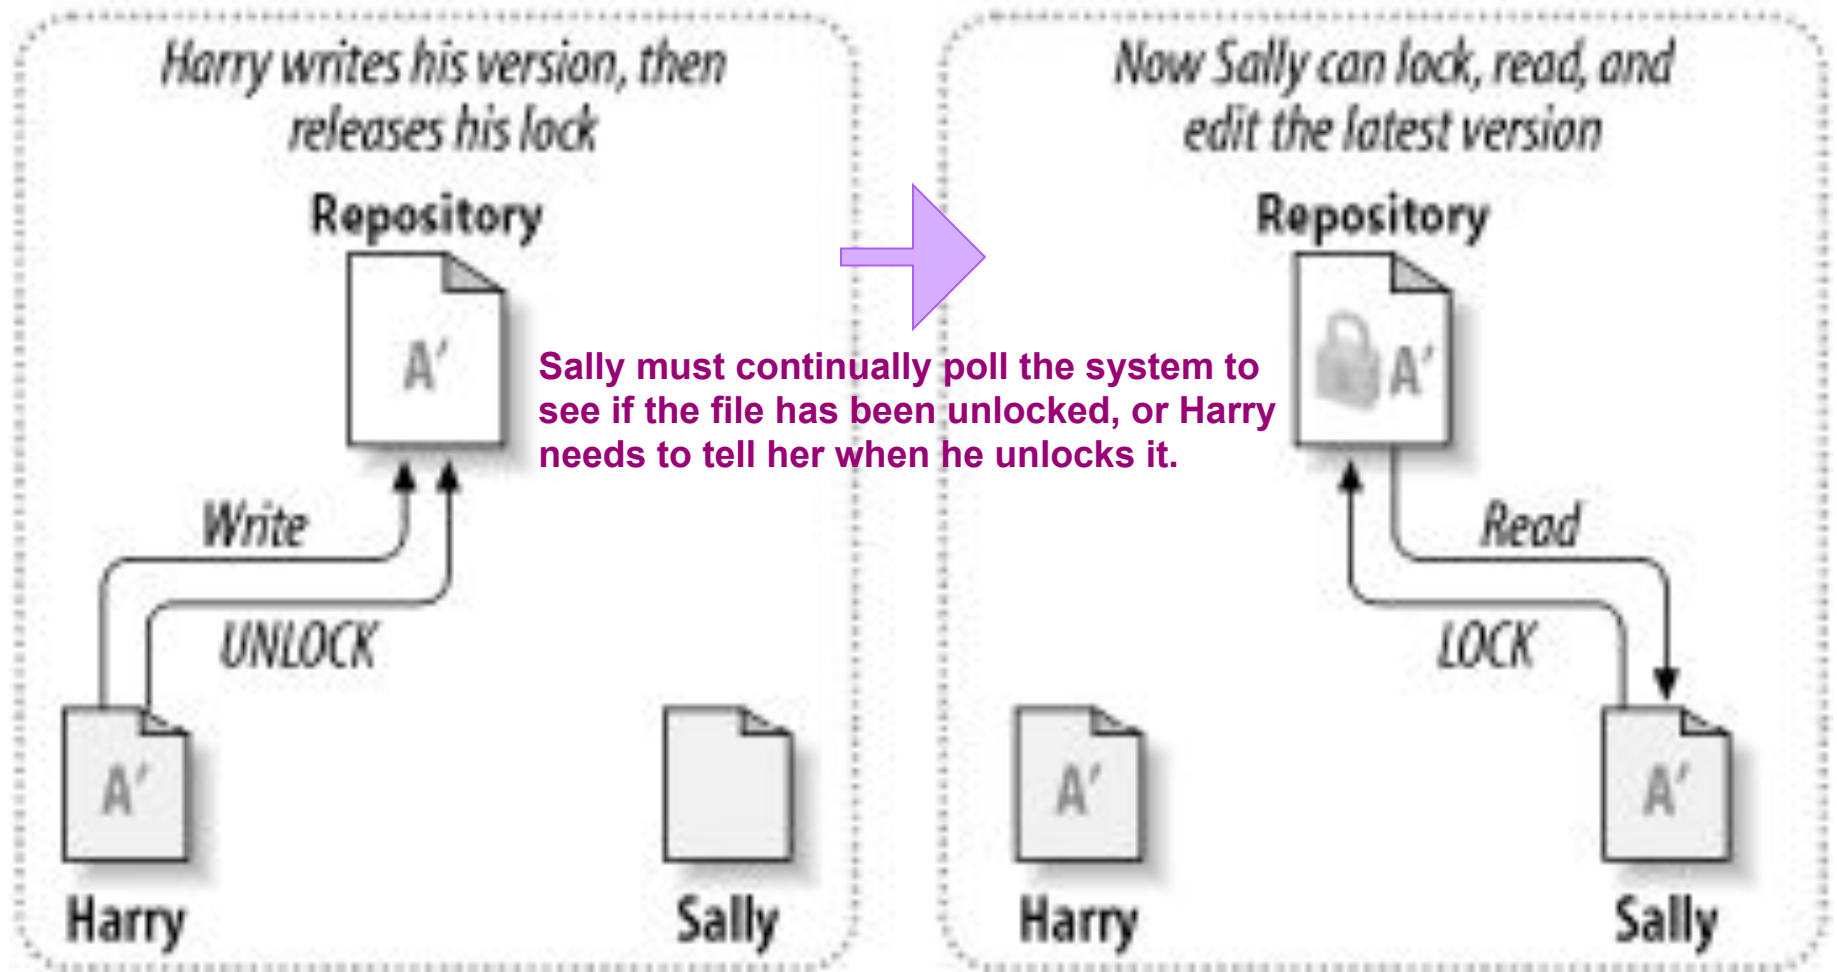 Harry writes his version, then
releases his lock
Repository
A′
Write
UNLOCK
A′
Harry
Sally
Sally must continually poll the system to
see if the file has been unlocked, or Harry
needs to tell her when he unlocks it.
Now Sally can lock, read, and
edit the latest version
Repository
A′
Read
LOCK
A′
A′
Harry
Sally